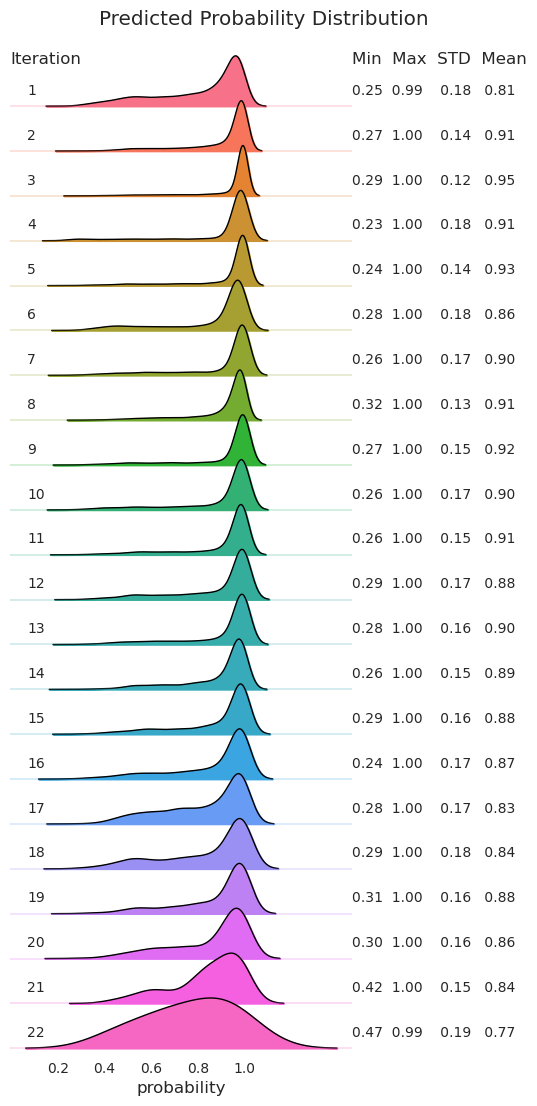 Predicted Probability Distribution
Iteration Min Max STD Mean
1 0.25 0.99 0.18 0.81
2 0.27 1.00 0.14 0.91
3 0.29 1.00 0.12 0.95
4 0.23 1.00 0.18 0.91
5 0.24 1.00 0.14 0.93
6 0.28 1.00 0.18 0.86
7 0.26 1.00 0.17 0.90
8 0.32 1.00 0.13 0.91
9 0.27 1.00 0.15 0.92
10 0.26 1.00 0.17 0.90
11 0.26 1.00 0.15 0.91
12 0.29 1.00 0.17 0.88
13 0.28 1.00 0.16 0.90
14 0.26 1.00 0.15 0.89
15 0.29 1.00 0.16 0.88
16 0.24 1.00 0.17 0.87
17 0.28 1.00 0.17 0.83
18 0.29 1.00 0.18 0.84
19 0.31 1.00 0.16 0.88
20 0.30 1.00 0.16 0.86
21 0.42 1.00 0.15 0.84
22 0.47 0.99 0.19 0.77
0.2 0.4 0.6 0.8 1.0
probability